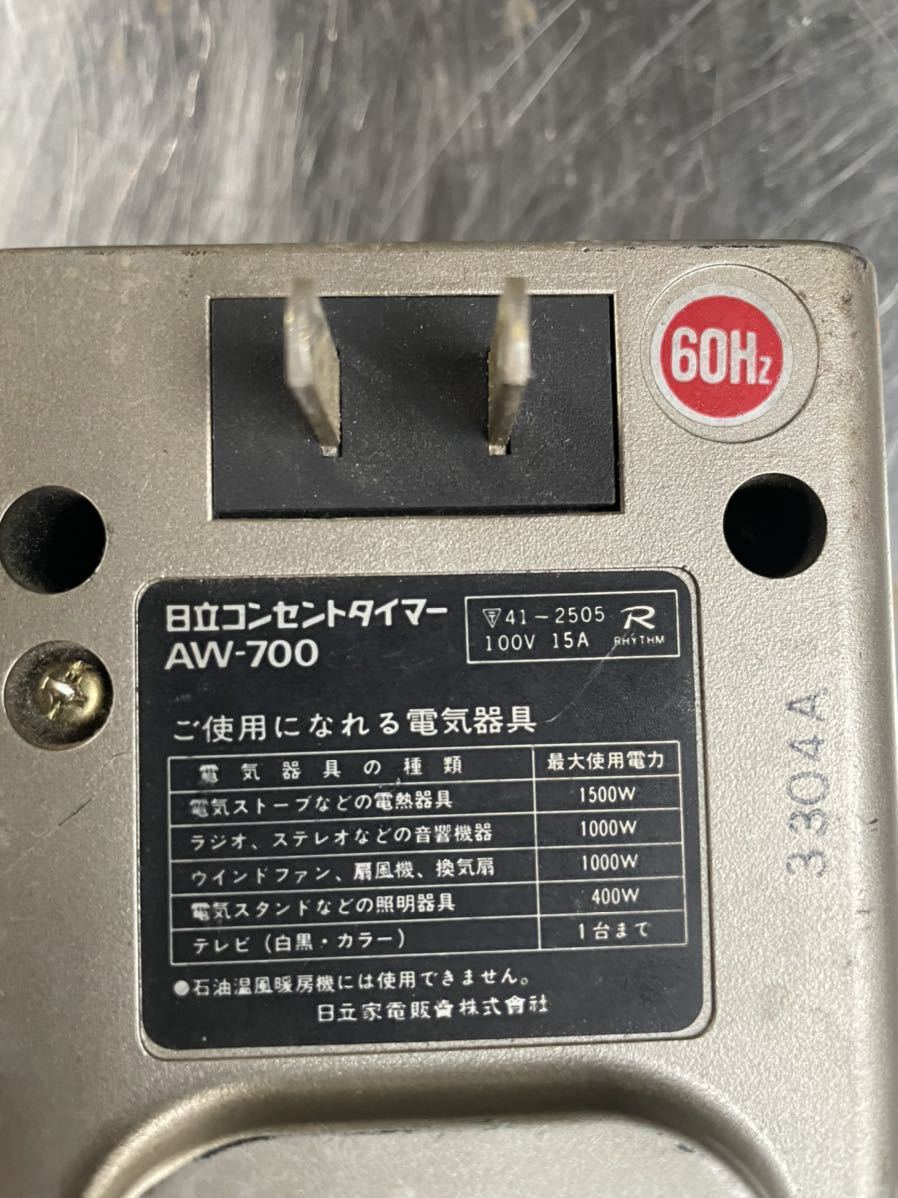 60Hz
日立コンセントタイマー
AW-700
〒41-2505
100V 15A
R
RHYTHM
ご使用になれる電気器具
電気器具の種類 最大使用電力
電気ストーブなどの電熱器具 1500W
ラジオ、ステレオなどの音響機器 1000W
ウインドファン、扇風機、換気扇 1000W
電気スタンドなどの照明器具 400W
テレビ(白黒・カラー) 1台まで
●石油温風暖房機には使用できません。
日立家電販売株式會社
3304A